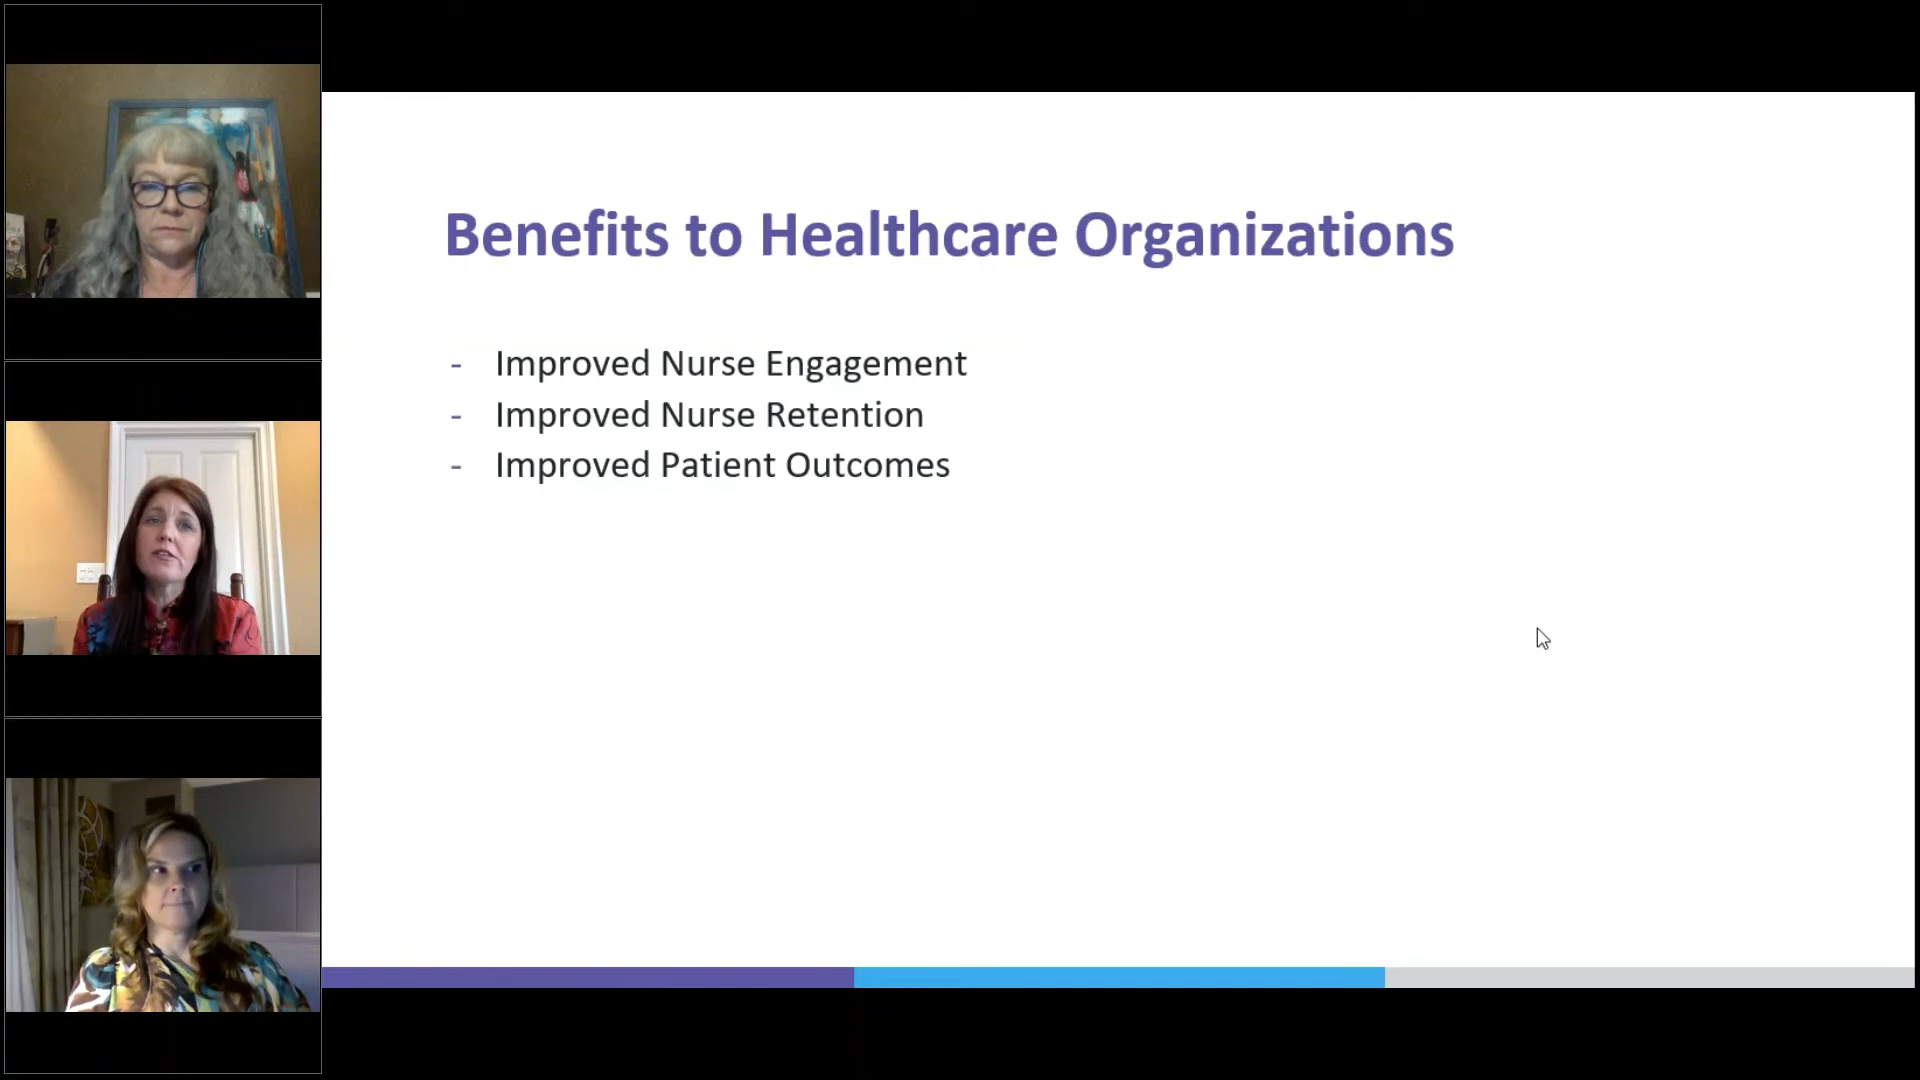 Benefits to Healthcare Organizations
- Improved Nurse Engagement
- Improved Nurse Retention
- Improved Patient Outcomes